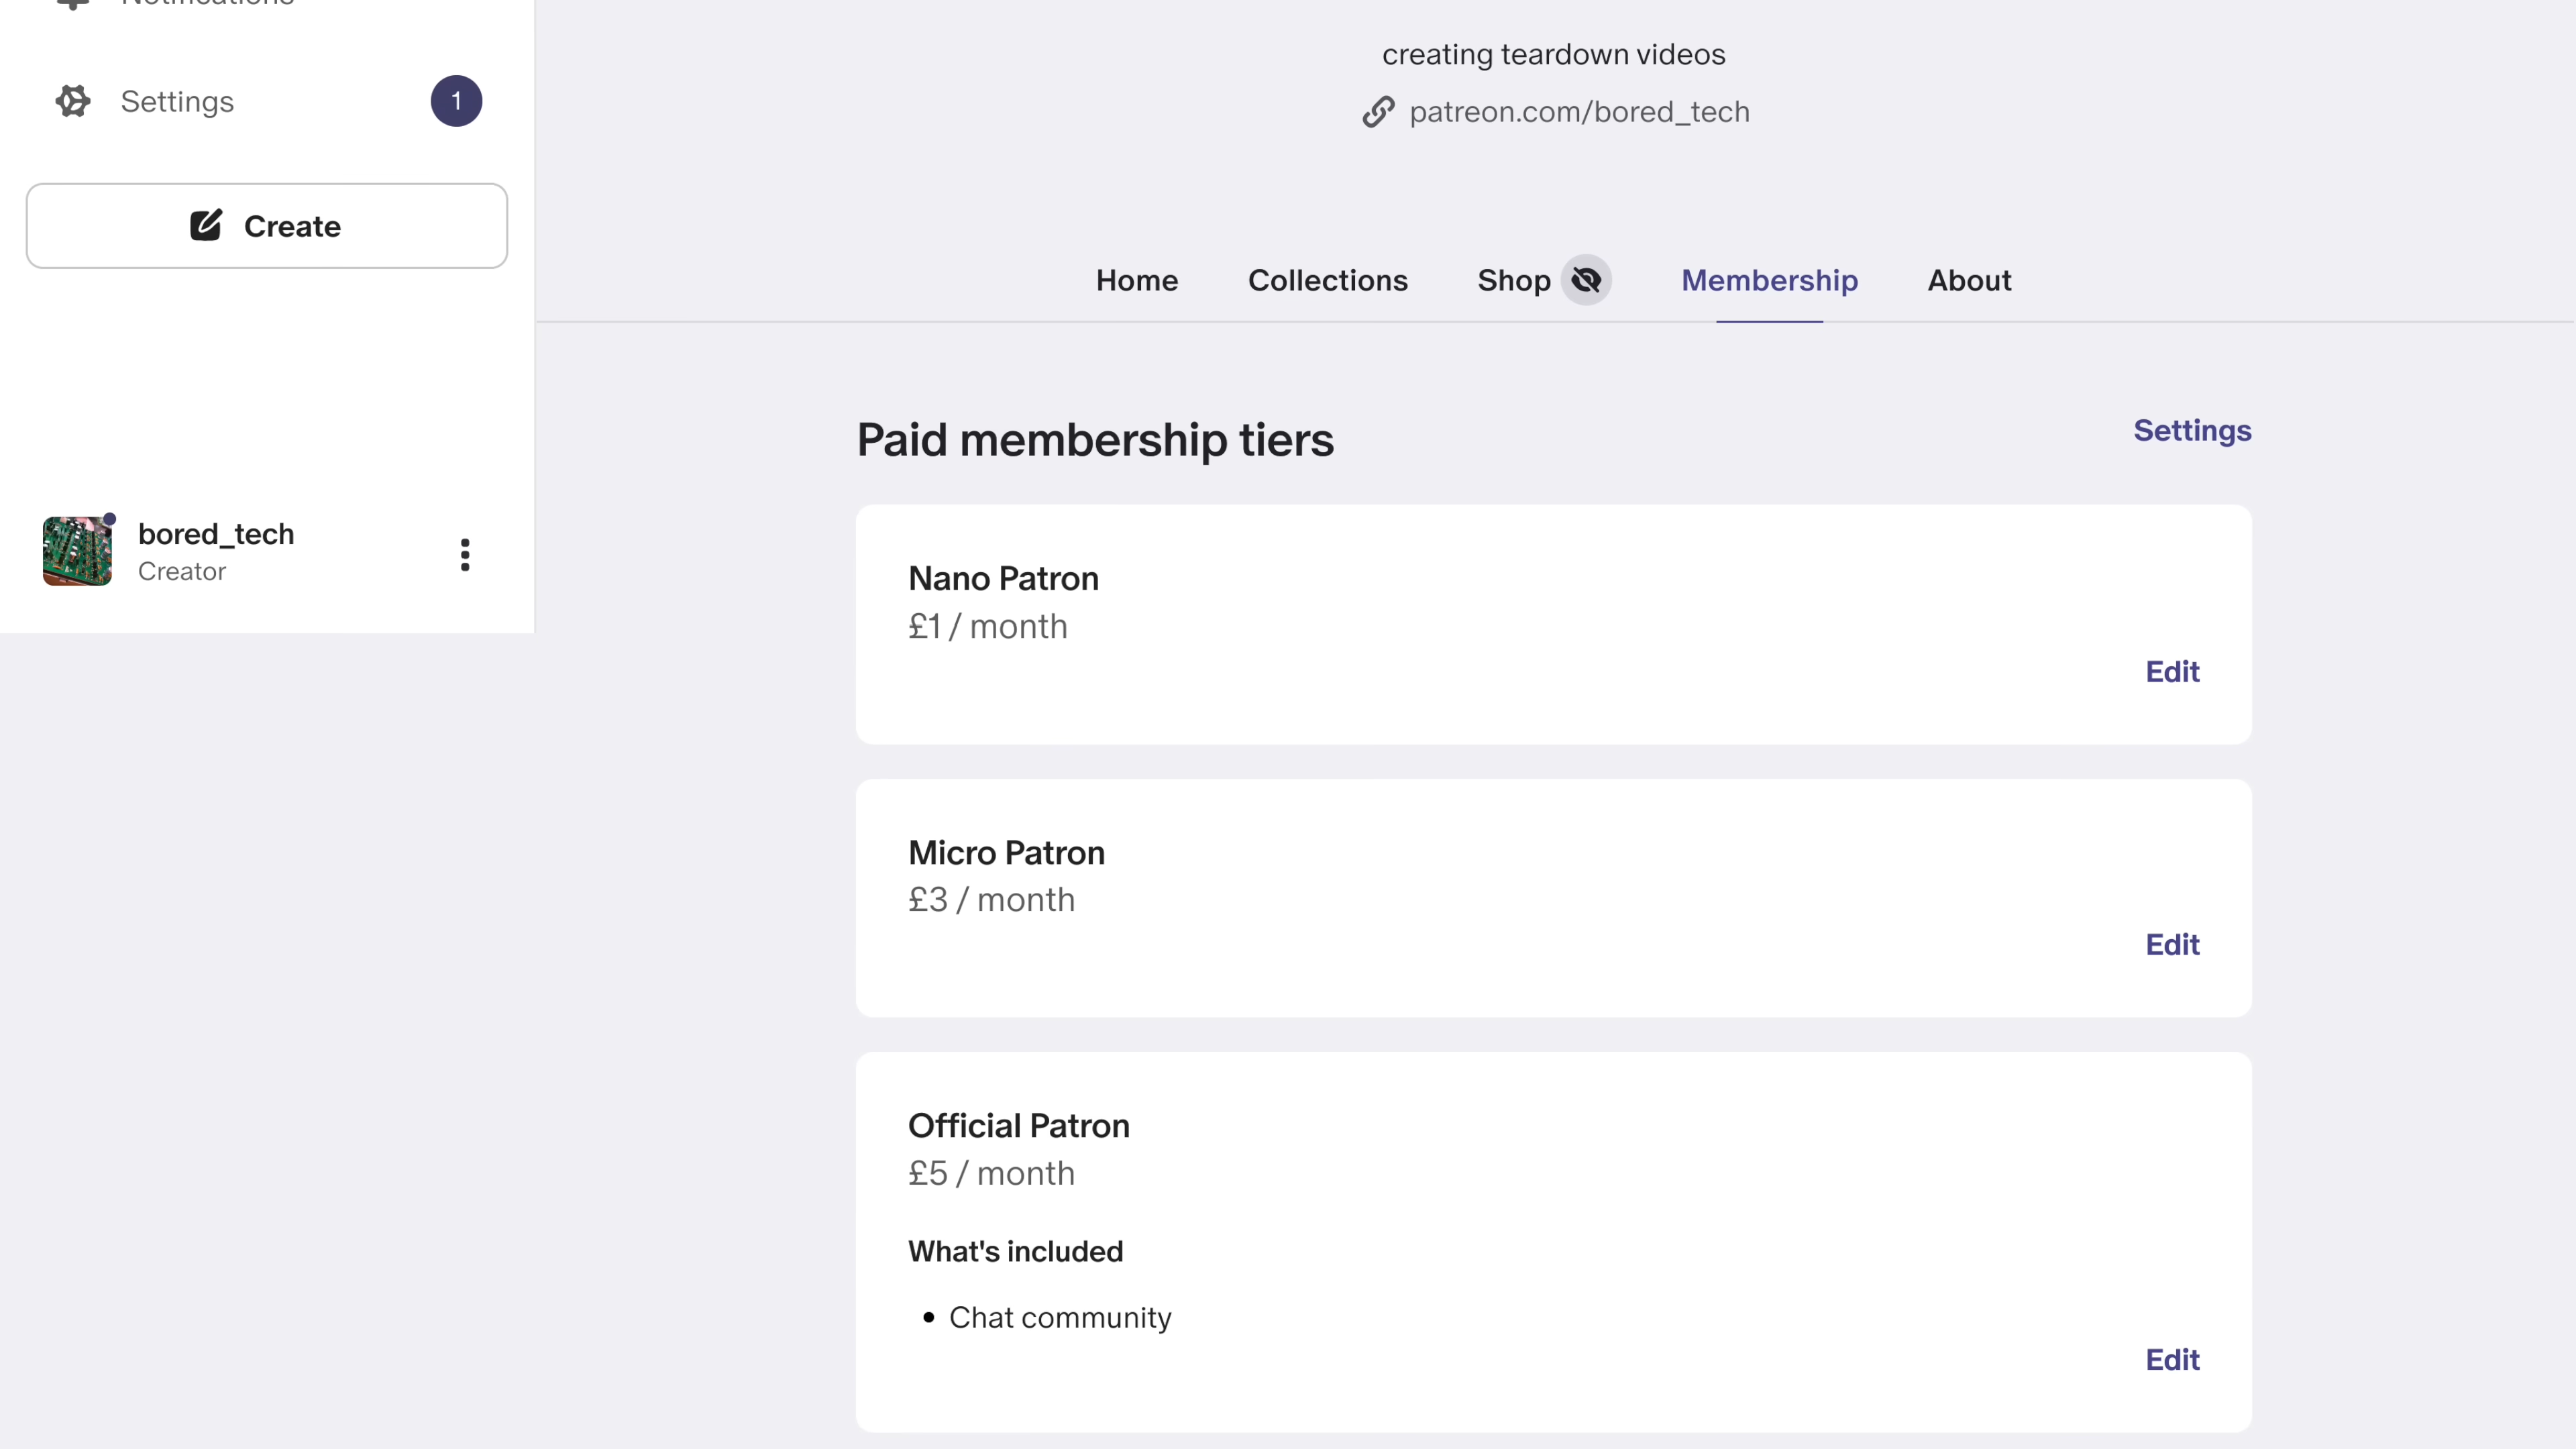 Notifications
Settings
1
Create
bored_tech
Creator
creating teardown videos
patreon.com/bored_tech
Home
Collections
Shop
Membership
About
Paid membership tiers
Settings
Nano Patron
£1 / month
Edit
Micro Patron
£3 / month
Edit
Official Patron
£5 / month
What's included
• Chat community
Edit